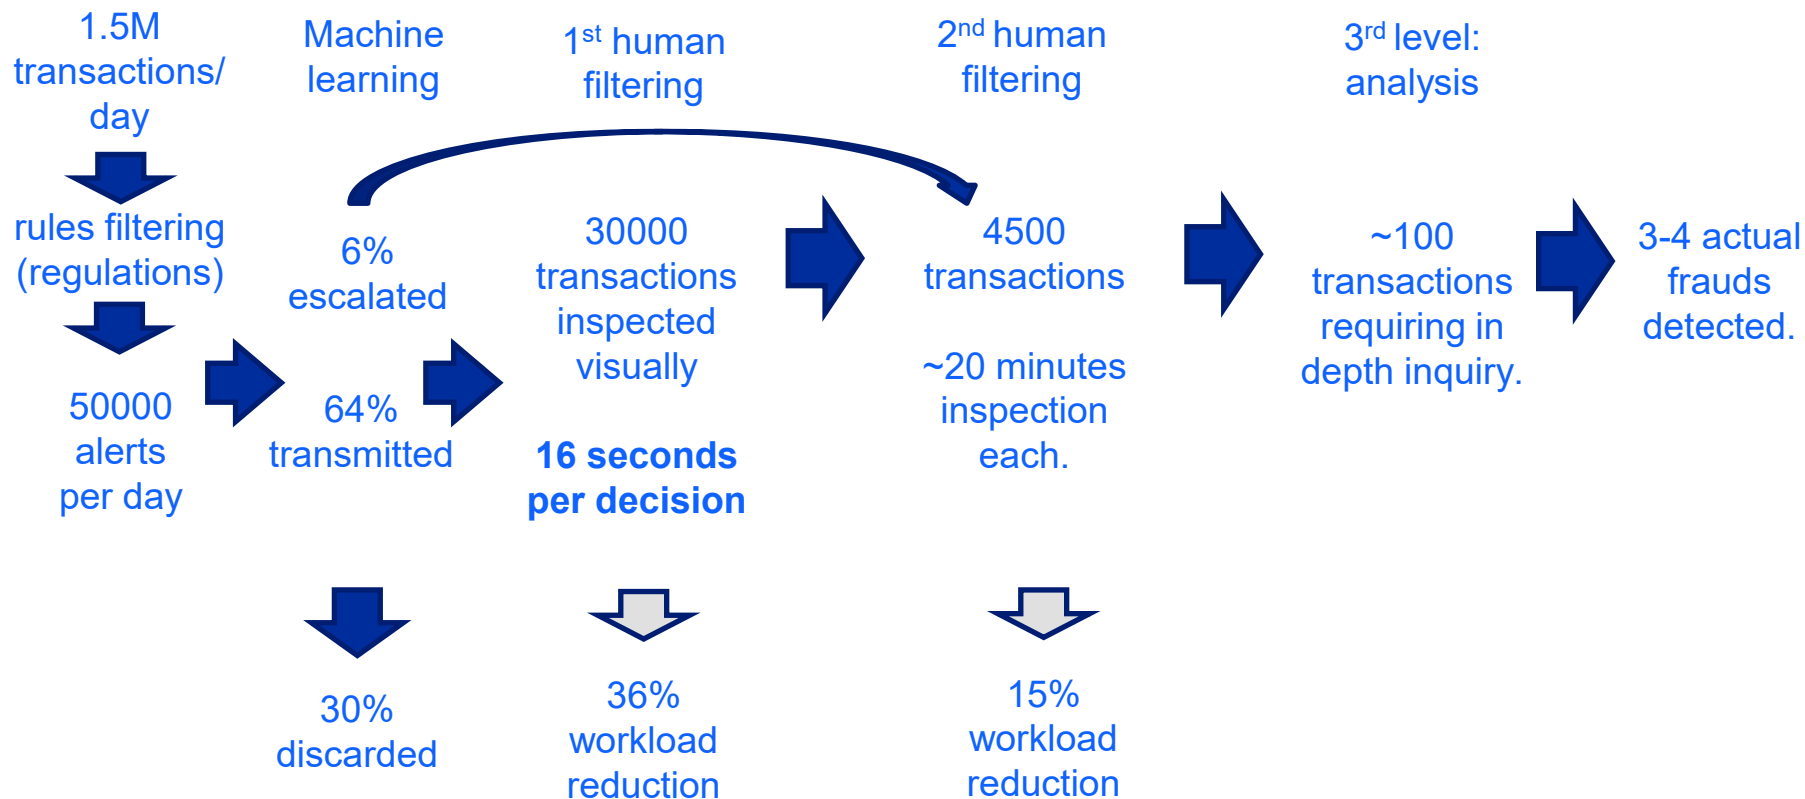 1.5M
transactions/
day
rules filtering
(regulations)
50000
alerts
per day
Machine
learning
6%
escalated
64%
transmitted
30%
discarded
1st human
filtering
30000
transactions
inspected
visually
16 seconds
per decision
36%
workload
reduction
2nd human
filtering
4500
transactions
~20 minutes
inspection
each.
15%
workload
reduction
3rd level:
analysis
~100
transactions
requiring in
depth inquiry.
3-4 actual
frauds
detected.